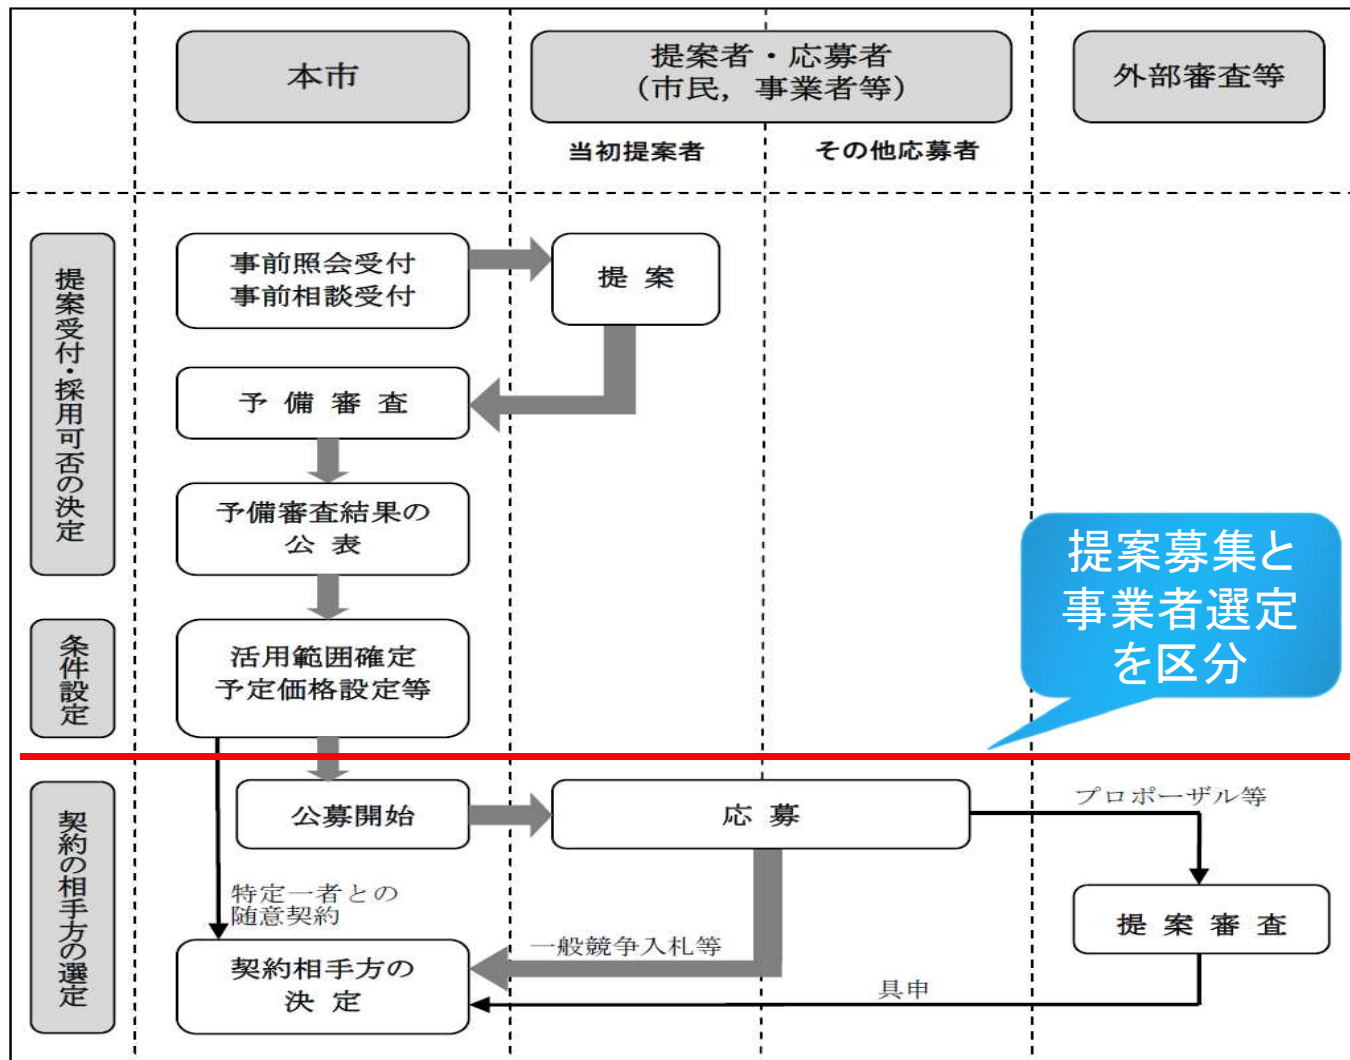 本市
提案者・応募者
(市民，事業者等)
外部審査等
当初提案者
その他応募者
提案受付・採用可否の決定
事前照会受付
事前相談受付
提 案
予 備 審 査
予備審査結果の
公 表
提案募集と
事業者選定
を区分
条件設定
活用範囲確定
予定価格設定等
契約の相手方の選定
公募開始
応 募
プロポーザル等
特定一者との
随意契約
提 案 審 査
一般競争入札等
契約相手方の
決 定
具申